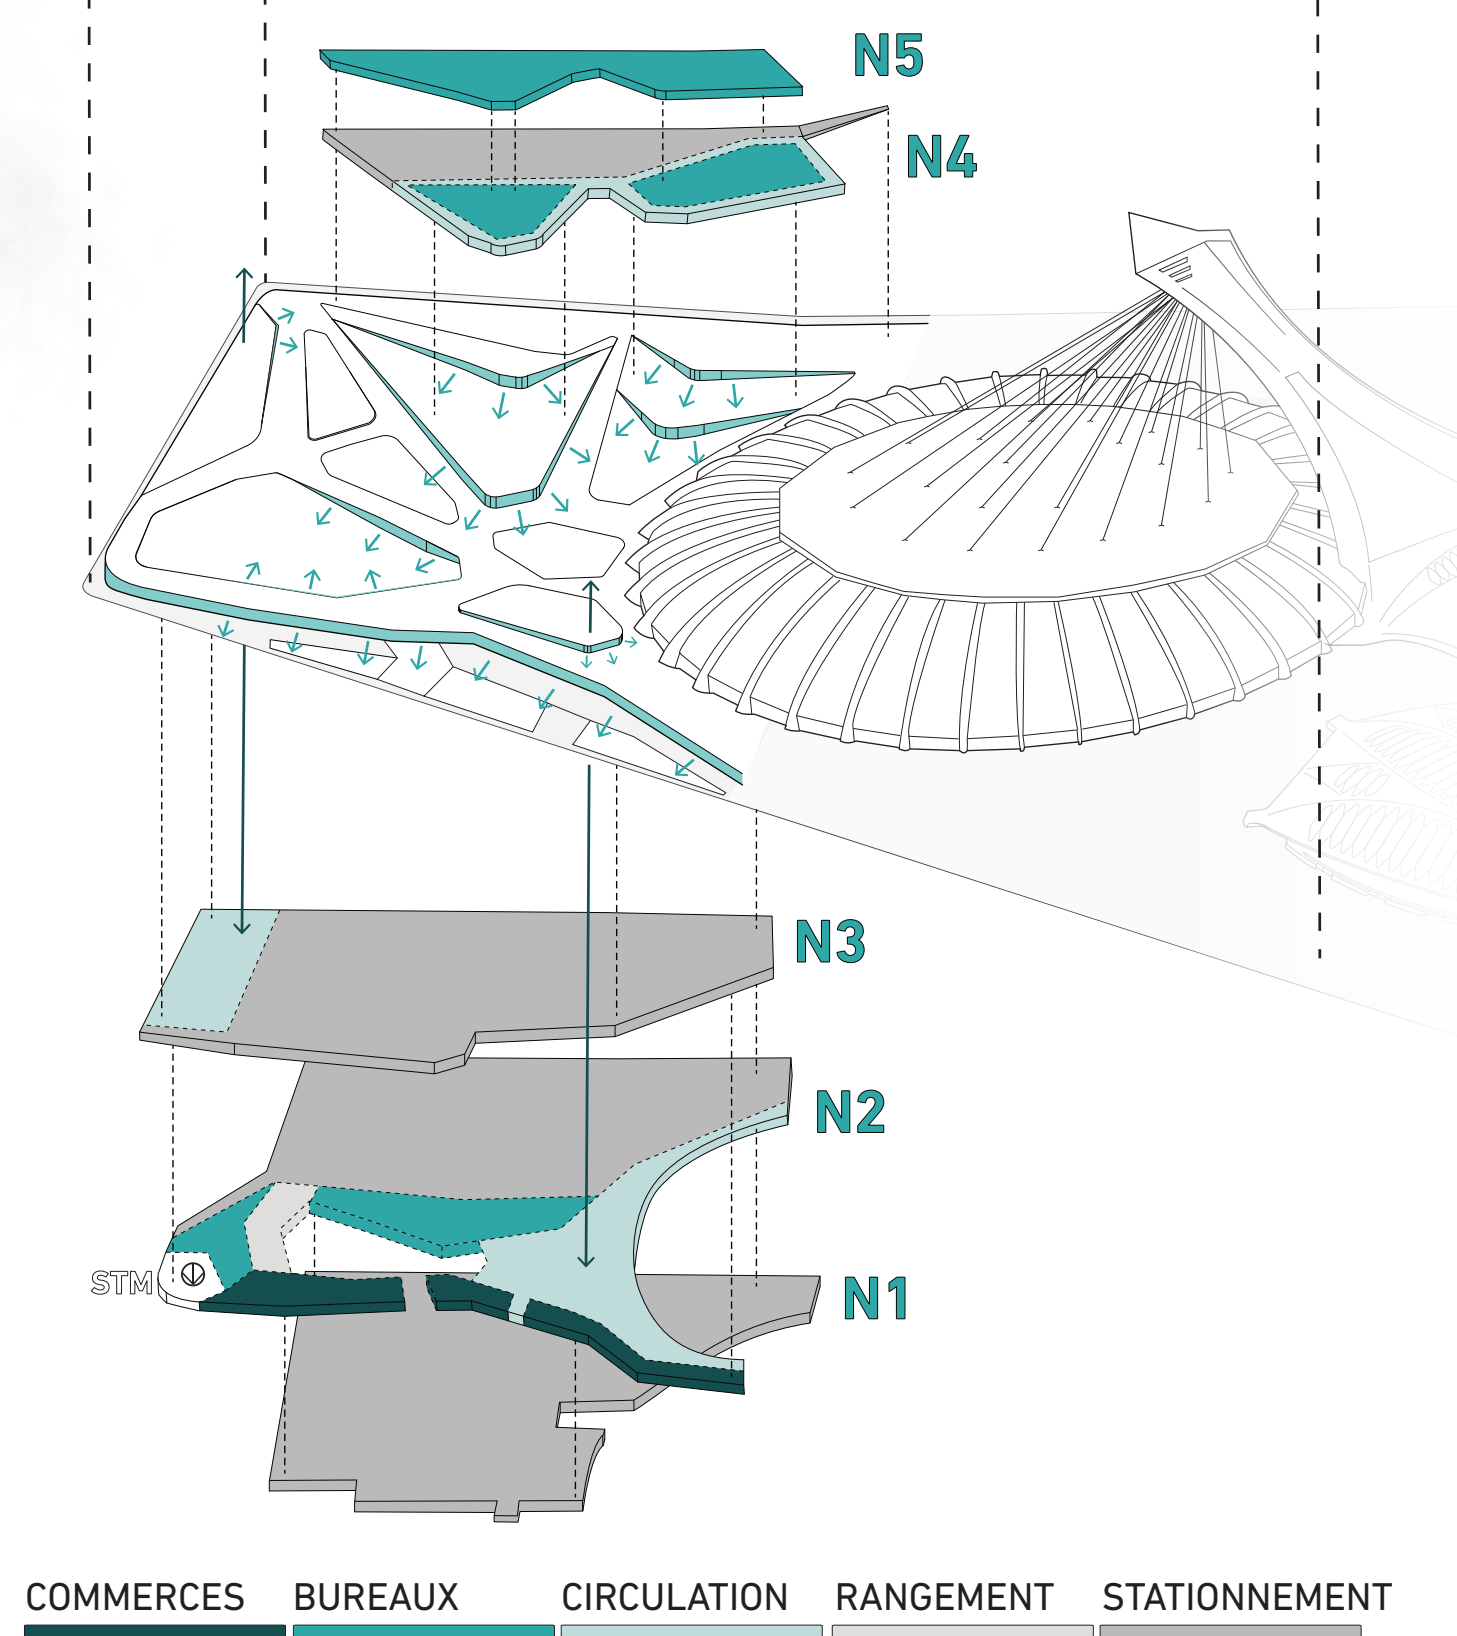 N5
N4
N3
N2
STM
N1
COMMERCES
BUREAUX
CIRCULATION
RANGEMENT
STATIONNEMENT